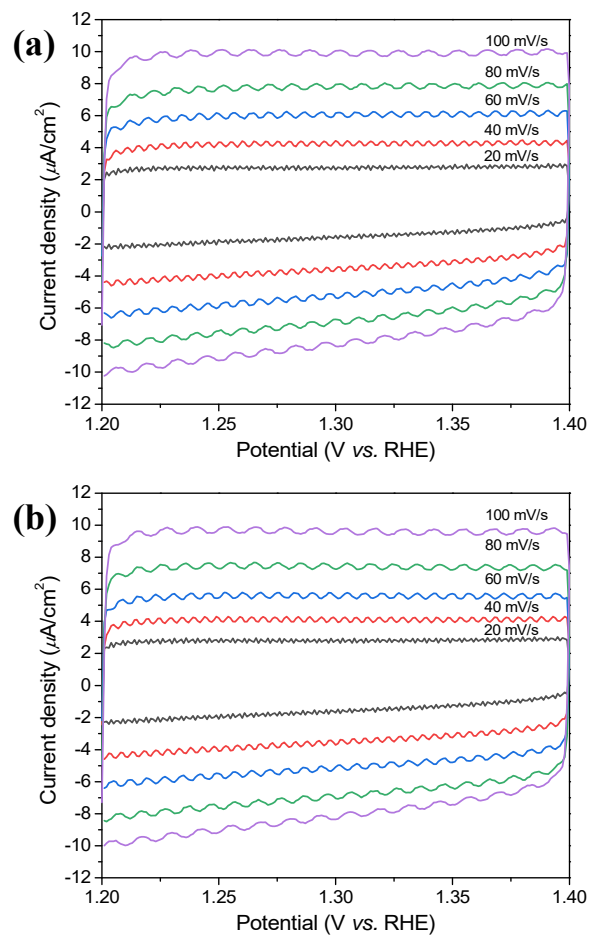 (a)
12
10
8
6
4
2
0
-2
-4
-6
-8
-10
-12
Current density (μA/cm²)
100 mV/s
80 mV/s
60 mV/s
40 mV/s
20 mV/s
1.20 1.25 1.30 1.35 1.40
Potential (V vs. RHE)
(b)
12
10
8
6
4
2
0
-2
-4
-6
-8
-10
-12
Current density (μA/cm²)
100 mV/s
80 mV/s
60 mV/s
40 mV/s
20 mV/s
1.20 1.25 1.30 1.35 1.40
Potential (V vs. RHE)